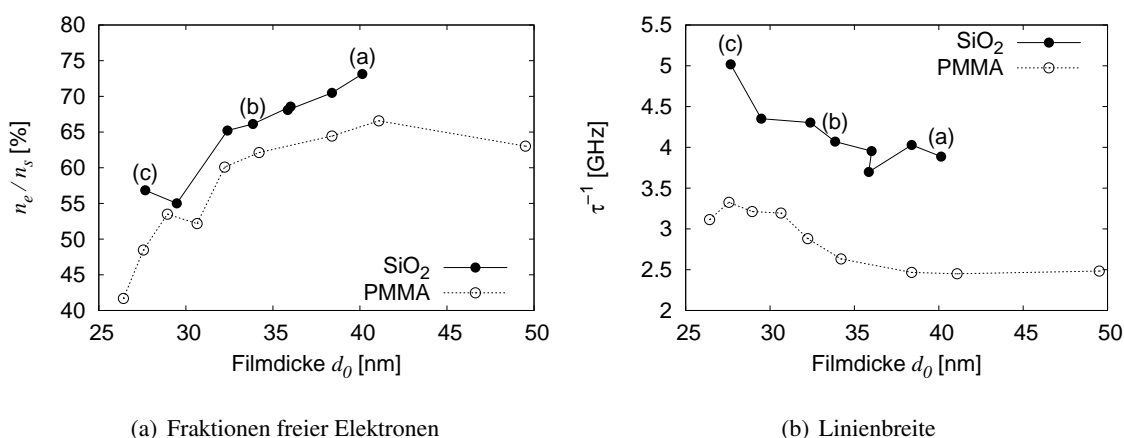 80
75
70
65
60
55
50
45
40
25 30 35 40 45 50
n_e / n_s [%]
Filmdicke d_0 [nm]
(a)
(b)
(c)
SiO₂
PMMA
(a) Fraktionen freier Elektronen
5.5
5
4.5
4
3.5
3
2.5
2
25 30 35 40 45 50
τ⁻¹ [GHz]
Filmdicke d_0 [nm]
SiO₂
PMMA
(c)
(b)
(a)
(b) Linienbreite